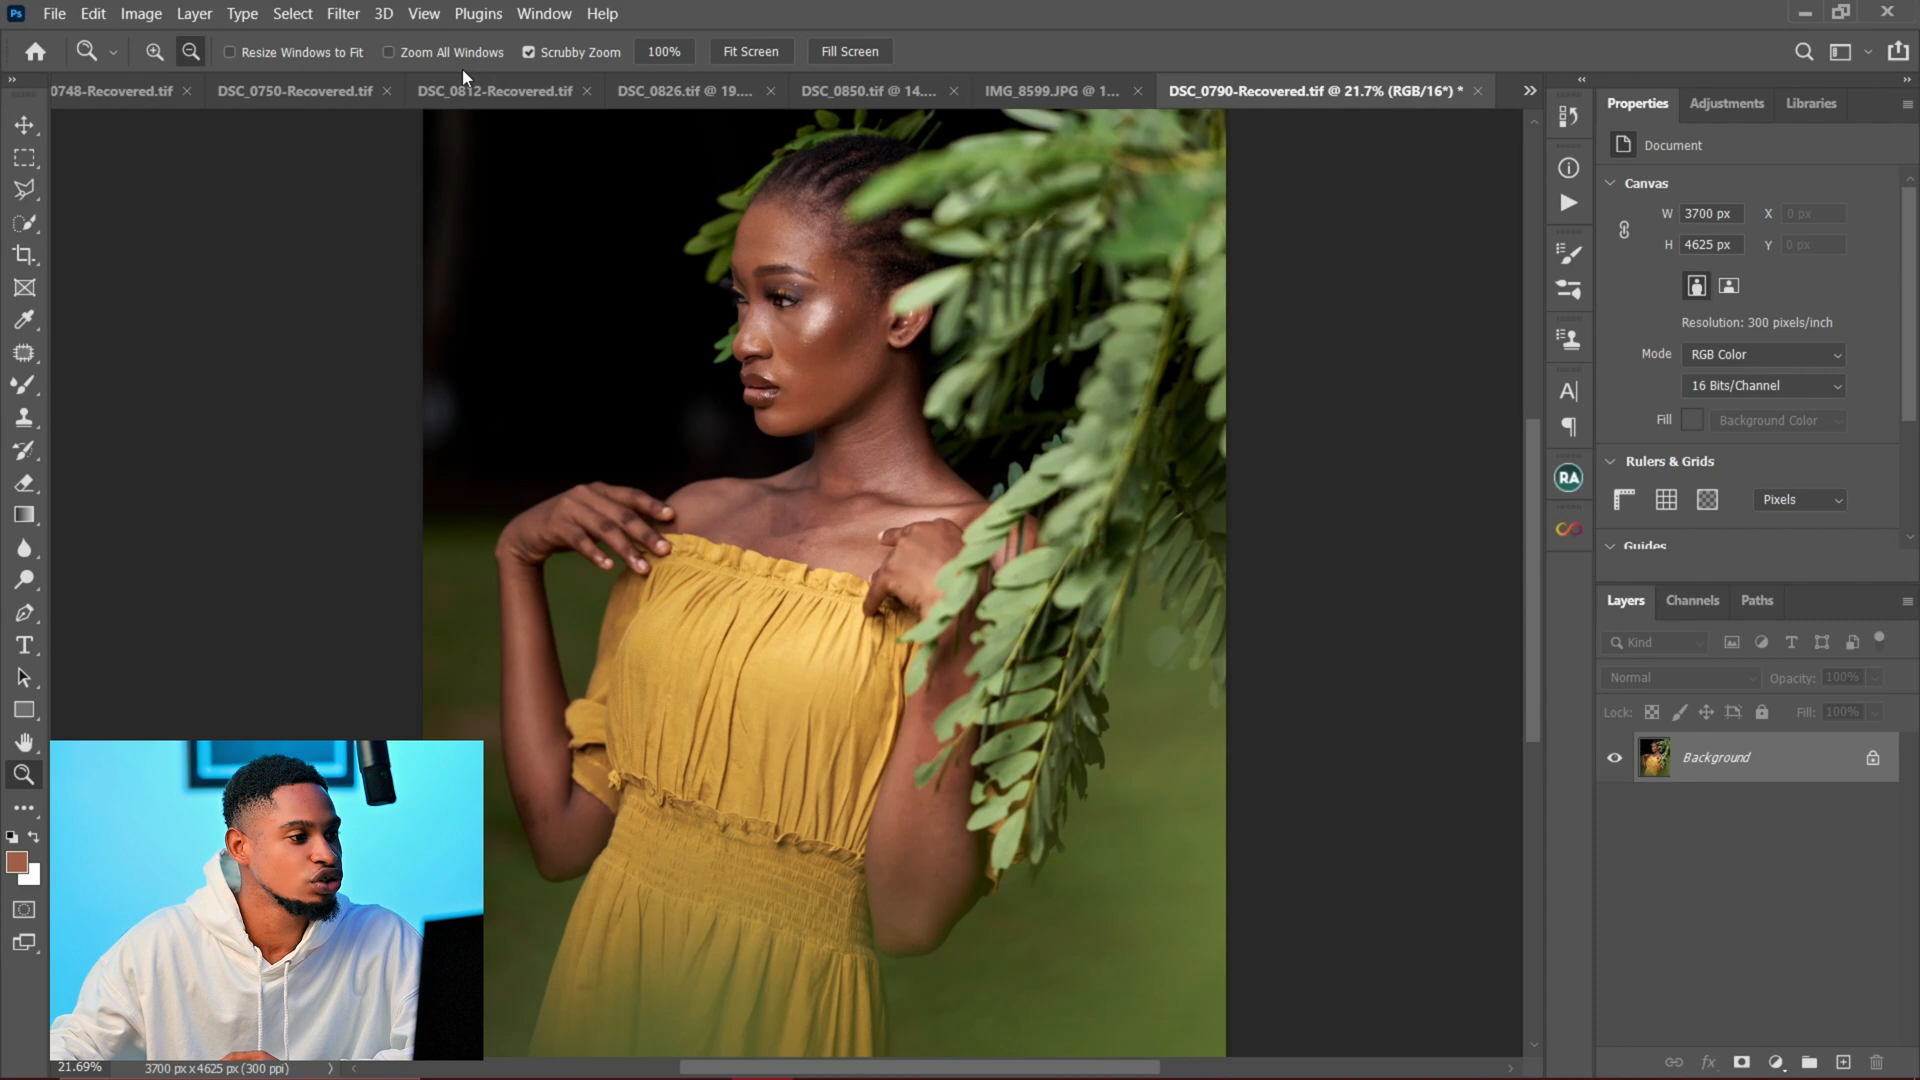 Ps File Edit Image Layer Type Select Filter 3D View Plugins Window Help
Resize Windows to Fit Zoom All Windows Scrubby Zoom 100% Fit Screen Fill Screen
0748-Recovered.tif × DSC_0750-Recovered.tif × DSC_0812-Recovered.tif × DSC_0826.tif @ 19.... × DSC_0850.tif @ 14.... × IMG_8599.JPG @ 1... × DSC_0790-Recovered.tif @ 21.7% (RGB/16*) * ×
Properties Adjustments Libraries
Document
Canvas
W 3700 px X 0 px
H 4625 px Y 0 px
Resolution: 300 pixels/inch
Mode RGB Color
16 Bits/Channel
Fill Background Color
Rulers & Grids
Pixels
Guides
A|
RA
Layers Channels Paths
Kind
Normal Opacity: 100%
Lock: Fill: 100%
Background
fx
21.69% 3700 px x 4625 px (300 ppi)